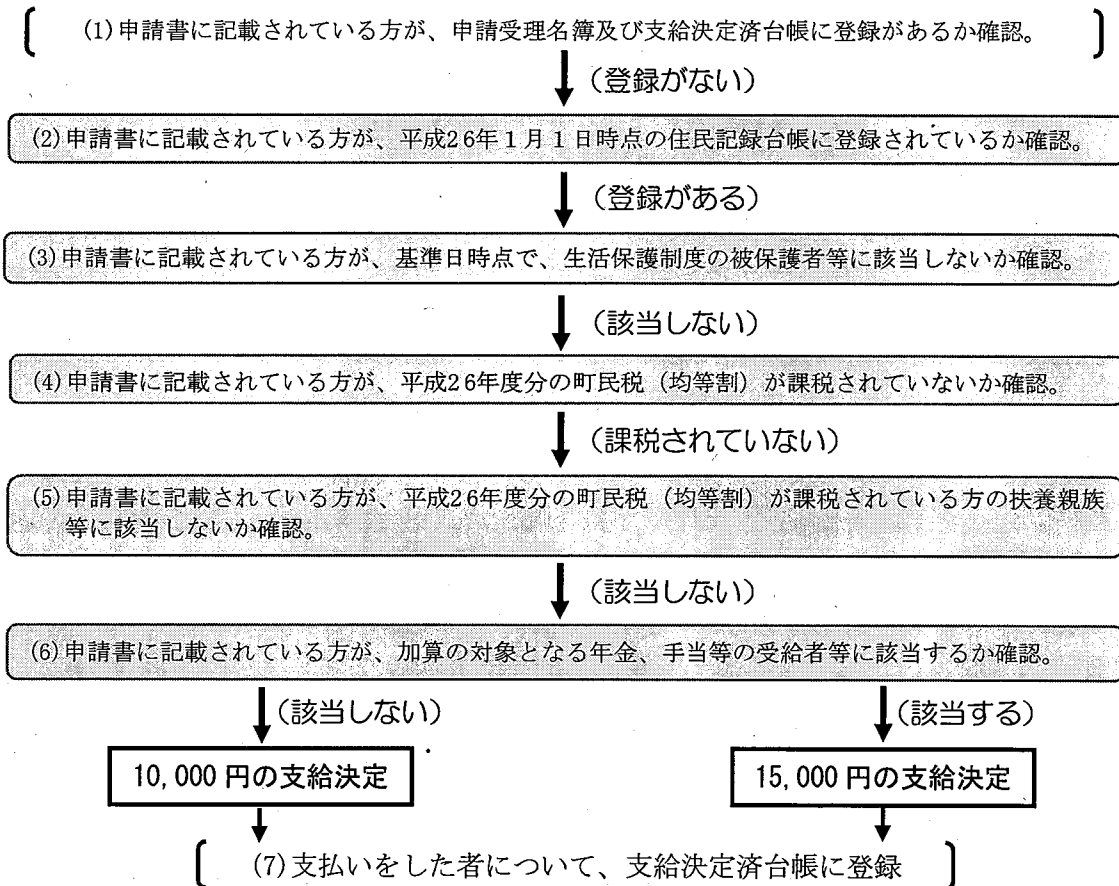 (1)申請書に記載されている方が、申請受理名簿及び支給決定済台帳に登録があるか確認。
(登録がない)
(2)申請書に記載されている方が、平成26年1月1日時点の住民記録台帳に登録されているか確認。
(登録がある)
(3)申請書に記載されている方が、基準日時点で、生活保護制度の被保護者等に該当しないか確認。
(該当しない)
(4)申請書に記載されている方が、平成26年度分の町民税（均等割）が課税されていないか確認。
(課税されていない)
(5)申請書に記載されている方が、平成26年度分の町民税（均等割）が課税されている方の扶養親族
等に該当しないか確認。
(該当しない)
(6)申請書に記載されている方が、加算の対象となる年金、手当等の受給者等に該当するか確認。
(該当しない) (該当する)
10,000円の支給決定 15,000円の支給決定
(7)支払いをした者について、支給決定済台帳に登録